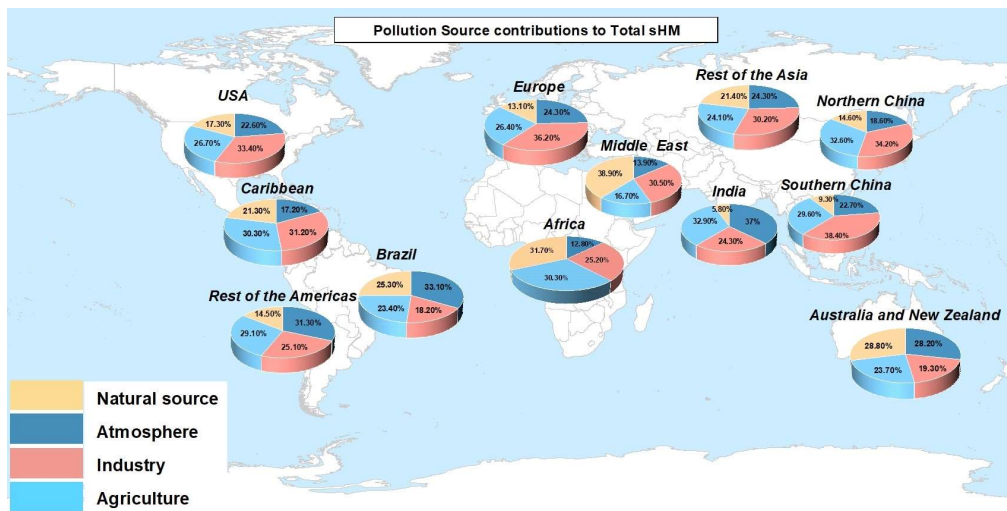 Pollution Source contributions to Total sHM
USA
17.30% 22.60%
26.70% 33.40%
Europe
13.10% 24.30%
26.40% 36.20%
Rest of the Asia
21.40% 24.30%
24.10% 30.20%
Northern China
14.60% 18.60%
32.60% 34.20%
Middle East
38.90% 13.90%
16.70% 30.50%
Caribbean
21.30% 17.20%
30.30% 31.20%
India
5.80% 37%
32.90% 24.30%
Southern China
9.30% 22.70%
29.60% 38.40%
Africa
31.70% 12.80%
30.30% 25.20%
Brazil
25.30% 33.10%
23.40% 18.20%
Rest of the Americas
14.50% 31.30%
29.10% 25.10%
Australia and New Zealand
28.80% 28.20%
23.70% 19.30%
Natural source
Atmosphere
Industry
Agriculture